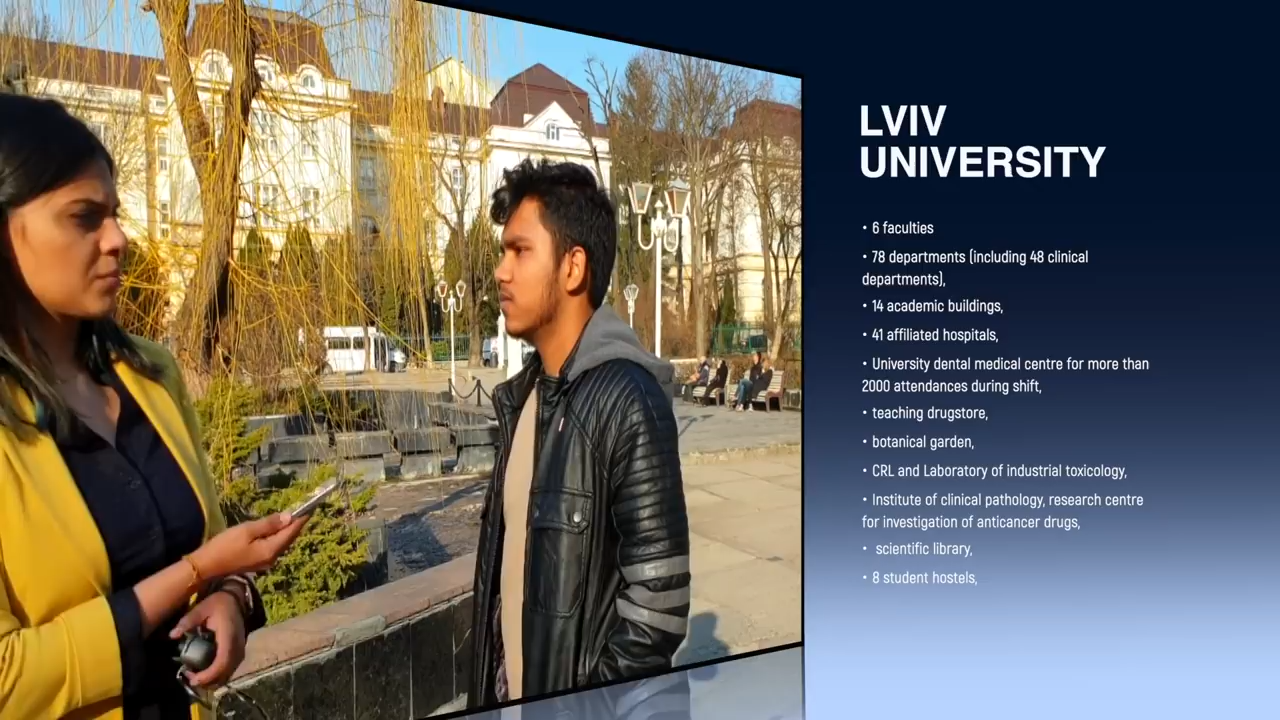 LVIV
UNIVERSITY
• 6 faculties
• 78 departments (including 48 clinical
departments),
• 14 academic buildings,
• 41 affiliated hospitals,
• University dental medical centre for more than
2000 attendances during shift,
• teaching drugstore,
• botanical garden,
• CRL and Laboratory of industrial toxicology,
• Institute of clinical pathology, research centre
for investigation of anticancer drugs,
• scientific library,
• 8 student hostels,